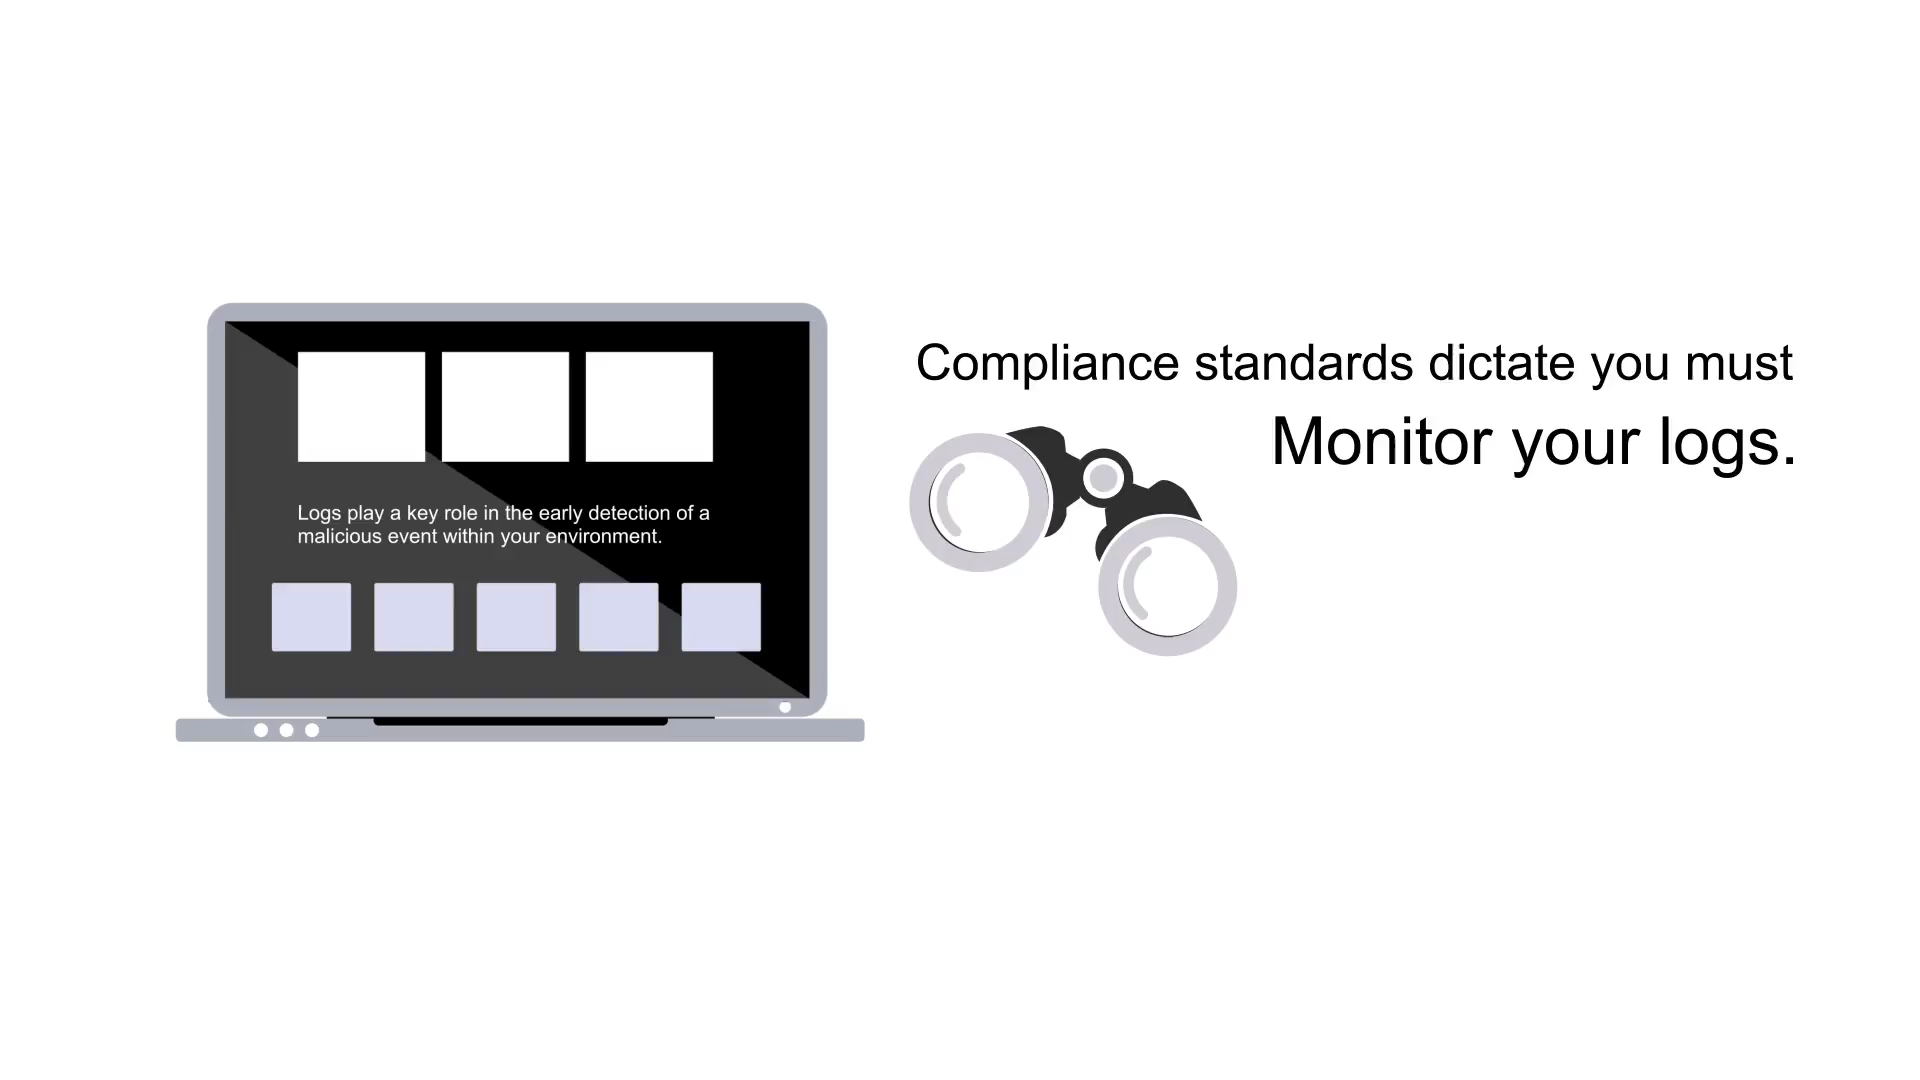 Compliance standards dictate you must
Monitor your logs.
Logs play a key role in the early detection of a
malicious event within your environment.